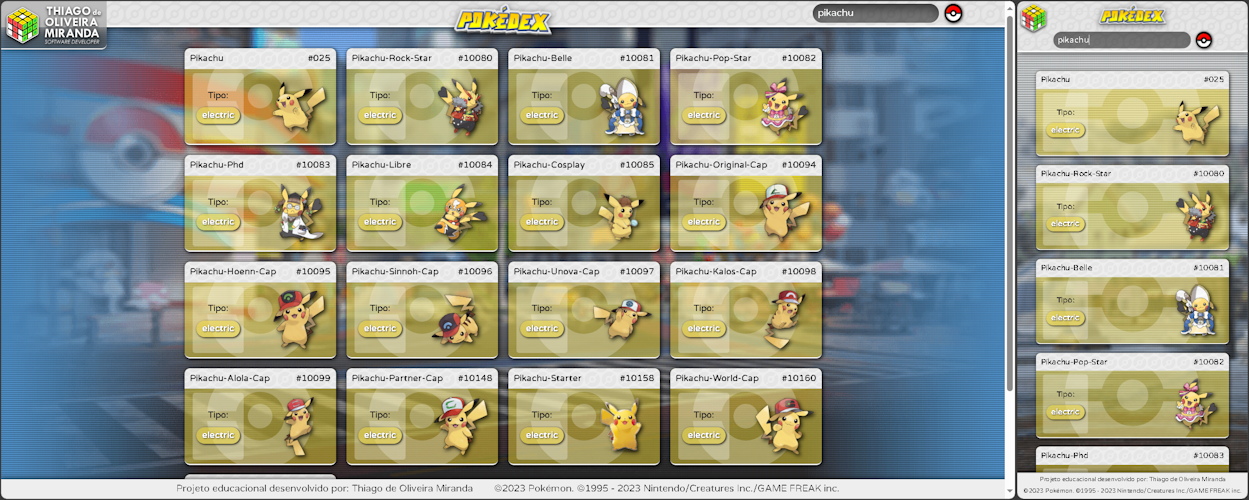 THIAGO de
OLIVEIRA
MIRANDA
SOFTWARE DEVELOPER
POKÉDEX
pikachu
Pikachu #025
Tipo:
electric
Pikachu-Rock-Star #10080
Tipo:
electric
Pikachu-Belle #10081
Tipo:
electric
Pikachu-Pop-Star #10082
Tipo:
electric
Pikachu-Phd #10083
Tipo:
electric
Pikachu-Libre #10084
Tipo:
electric
Pikachu-Cosplay #10085
Tipo:
electric
Pikachu-Original-Cap #10094
Tipo:
electric
Pikachu-Hoenn-Cap #10095
Tipo:
electric
Pikachu-Sinnoh-Cap #10096
Tipo:
electric
Pikachu-Unova-Cap #10097
Tipo:
electric
Pikachu-Kalos-Cap #10098
Tipo:
electric
Pikachu-Alola-Cap #10099
Tipo:
electric
Pikachu-Partner-Cap #10148
Tipo:
electric
Pikachu-Starter #10158
Tipo:
electric
Pikachu-World-Cap #10160
Tipo:
electric
Projeto educacional desenvolvido por: Thiago de Oliveira Miranda ©2023 Pokémon. ©1995 - 2023 Nintendo/Creatures Inc./GAME FREAK inc.
POKÉDEX
pikachu
Pikachu #025
Tipo:
electric
Pikachu-Rock-Star #10080
Tipo:
electric
Pikachu-Belle #10081
Tipo:
electric
Pikachu-Pop-Star #10082
Tipo:
electric
Pikachu-Phd #10083
Projeto educacional desenvolvido por: Thiago de Oliveira Miranda
©2023 Pokémon. ©1995 - 2023 Nintendo/Creatures Inc./GAME FREAK inc.